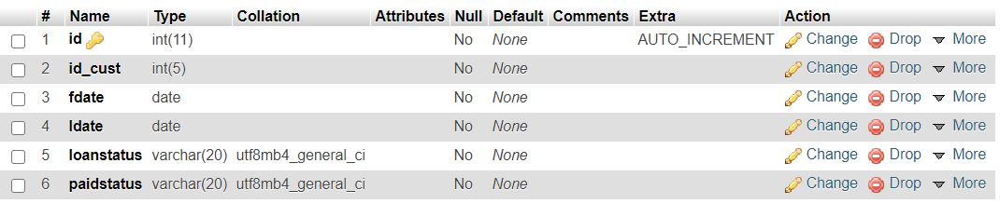 # Name Type Collation Attributes Null Default Comments Extra Action
1 id int(11) No None AUTO_INCREMENT Change Drop More
2 id_cust int(5) No None Change Drop More
3 fdate date No None Change Drop More
4 ldate date No None Change Drop More
5 loanstatus varchar(20) utf8mb4_general_ci No None Change Drop More
6 paidstatus varchar(20) utf8mb4_general_ci No None Change Drop More